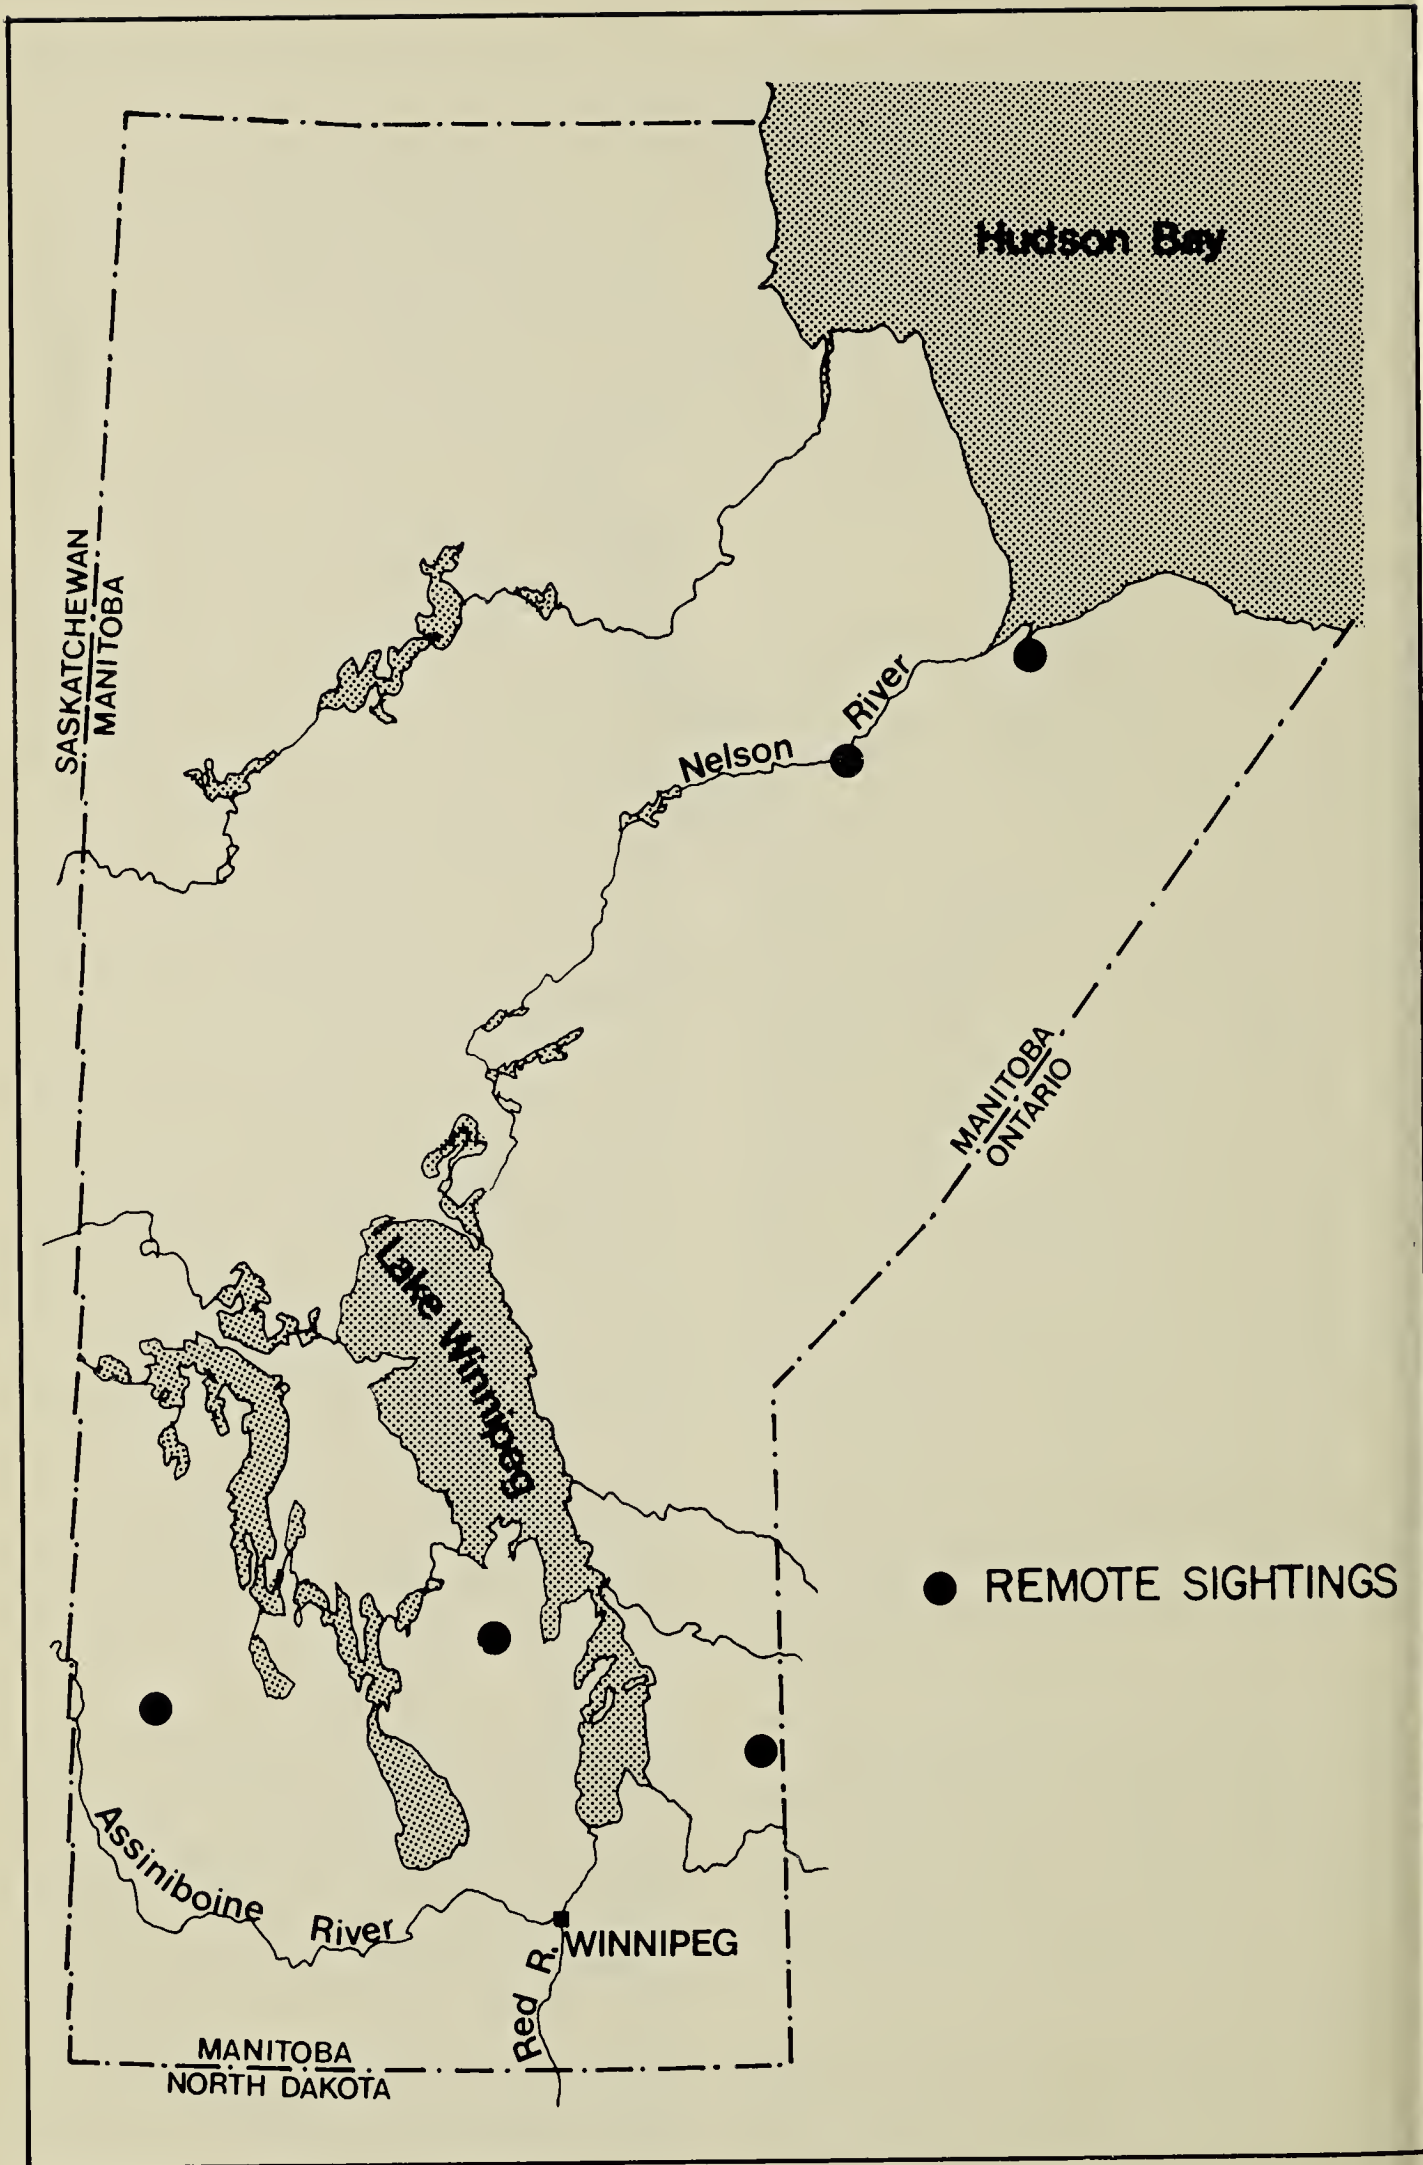 Hudson Bay
SASKATCHEWAN
MANITOBA
Nelson River
MANITOBA
ONTARIO
Lake Winnipeg
REMOTE SIGHTINGS
Assiniboine River
WINNIPEG
Red R.
MANITOBA
NORTH DAKOTA